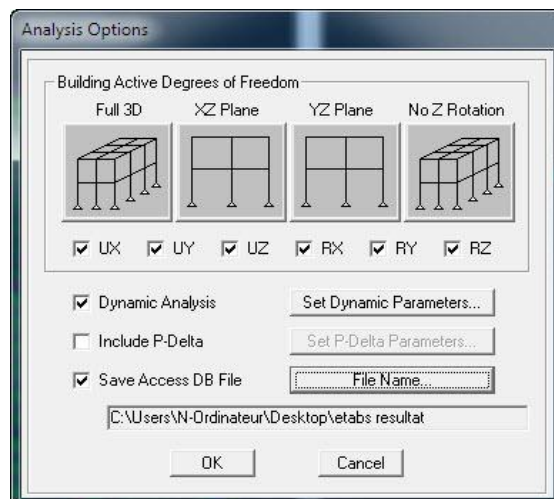 Analysis Options
Building Active Degrees of Freedom
Full 3D XZ Plane YZ Plane No Z Rotation
UX UY UZ RX RY RZ
Dynamic Analysis Set Dynamic Parameters...
Include P-Delta Set P-Delta Parameters...
Save Access DB File File Name...
C:\Users\N-Ordinateur\Desktop\etabs resultat
OK Cancel